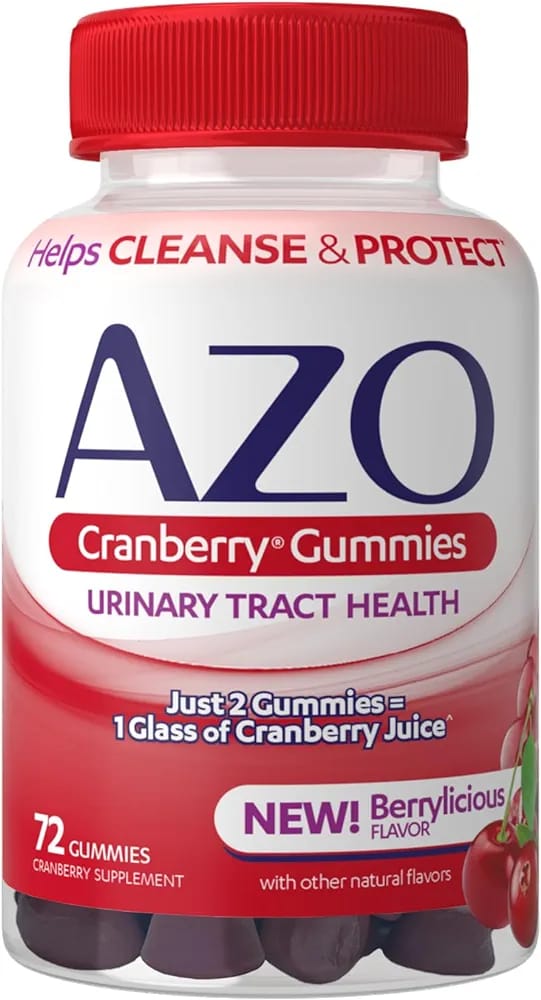 Helps CLEANSE & PROTECT*
AZO
Cranberry® Gummies
URINARY TRACT HEALTH
Just 2 Gummies =
1 Glass of Cranberry Juice^
NEW! Berrylicious
FLAVOR
72 GUMMIES
CRANBERRY SUPPLEMENT
with other natural flavors